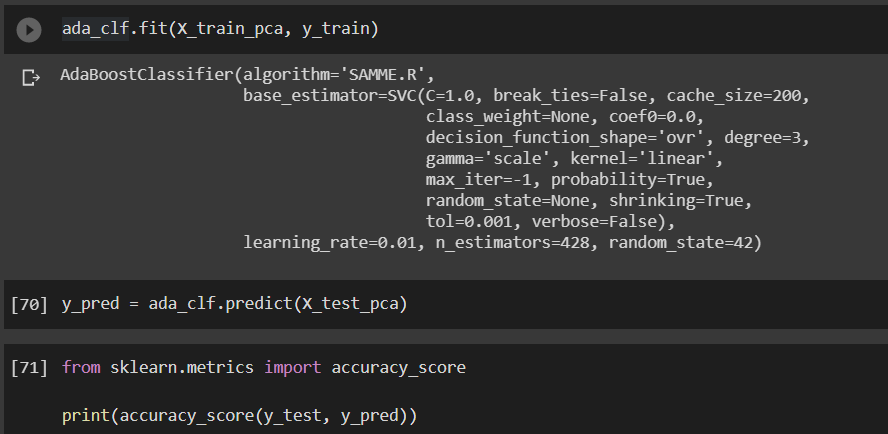 ada_clf.fit(X_train_pca, y_train)
AdaBoostClassifier(algorithm='SAMME.R',
base_estimator=SVC(C=1.0, break_ties=False, cache_size=200,
class_weight=None, coef0=0.0,
decision_function_shape='ovr', degree=3,
gamma='scale', kernel='linear',
max_iter=-1, probability=True,
random_state=None, shrinking=True,
tol=0.001, verbose=False),
learning_rate=0.01, n_estimators=428, random_state=42)
[70] y_pred = ada_clf.predict(X_test_pca)
[71] from sklearn.metrics import accuracy_score
print(accuracy_score(y_test, y_pred))